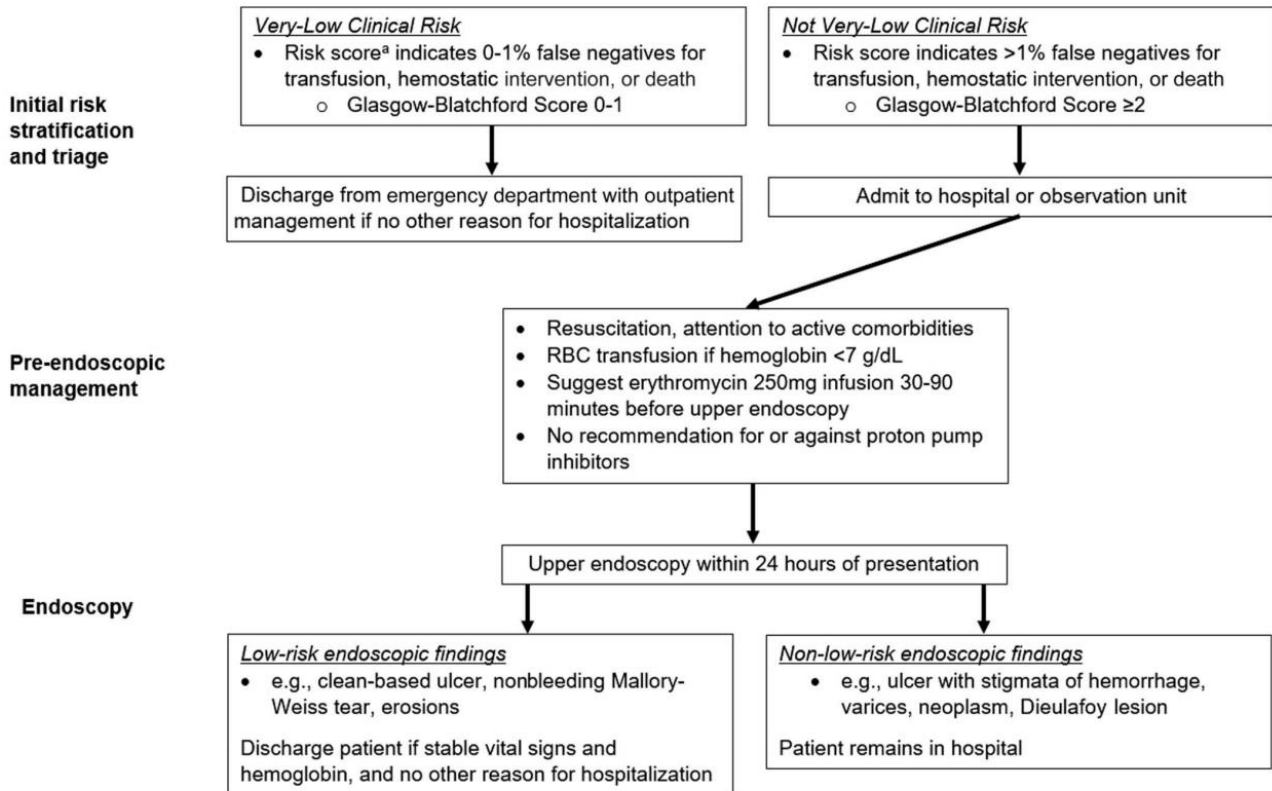 Initial risk
stratification
and triage
Very-Low Clinical Risk
• Risk scoreª indicates 0-1% false negatives for
transfusion, hemostatic intervention, or death
o Glasgow-Blatchford Score 0-1
Not Very-Low Clinical Risk
• Risk score indicates >1% false negatives for
transfusion, hemostatic intervention, or death
o Glasgow-Blatchford Score ≥2
Discharge from emergency department with outpatient
management if no other reason for hospitalization
Admit to hospital or observation unit
Pre-endoscopic
management
• Resuscitation, attention to active comorbidities
• RBC transfusion if hemoglobin <7 g/dL
• Suggest erythromycin 250mg infusion 30-90
minutes before upper endoscopy
• No recommendation for or against proton pump
inhibitors
Endoscopy
Upper endoscopy within 24 hours of presentation
Low-risk endoscopic findings
• e.g., clean-based ulcer, nonbleeding Mallory-
Weiss tear, erosions
Discharge patient if stable vital signs and
hemoglobin, and no other reason for hospitalization
Non-low-risk endoscopic findings
• e.g., ulcer with stigmata of hemorrhage,
varices, neoplasm, Dieulafoy lesion
Patient remains in hospital